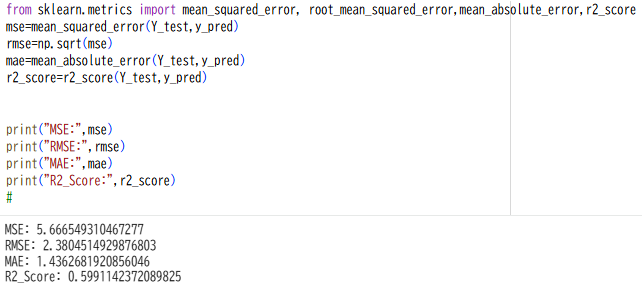 from sklearn.metrics import mean_squared_error, root_mean_squared_error,mean_absolute_error,r2_score
mse=mean_squared_error(Y_test,y_pred)
rmse=np.sqrt(mse)
mae=mean_absolute_error(Y_test,y_pred)
r2_score=r2_score(Y_test,y_pred)
print("MSE:",mse)
print("RMSE:",rmse)
print("MAE:",mae)
print("R2_Score:",r2_score)
#
MSE: 5.666549310467277
RMSE: 2.3804514929876803
MAE: 1.4362681920856046
R2_Score: 0.5991142372089825